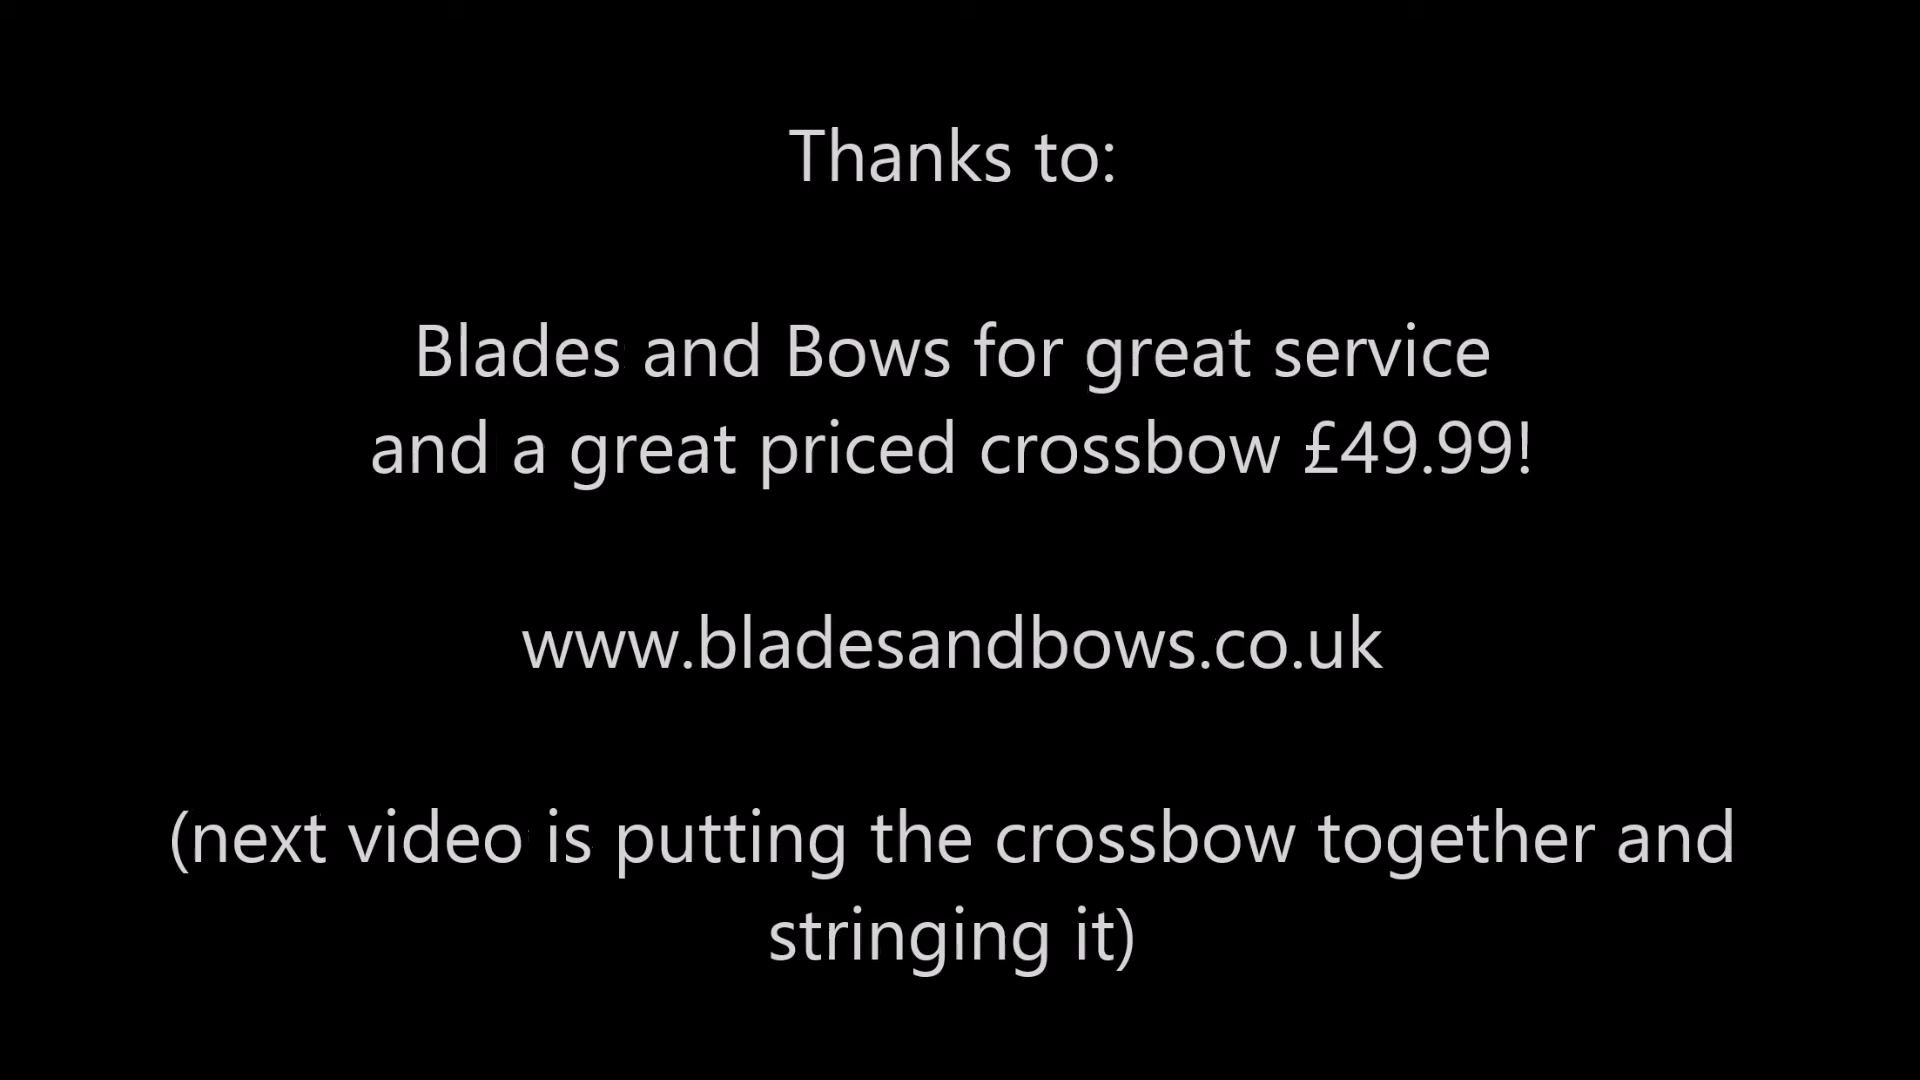 Thanks to:
Blades and Bows for great service
and a great priced crossbow £49.99!
www.bladesandbows.co.uk
(next video is putting the crossbow together and
stringing it)